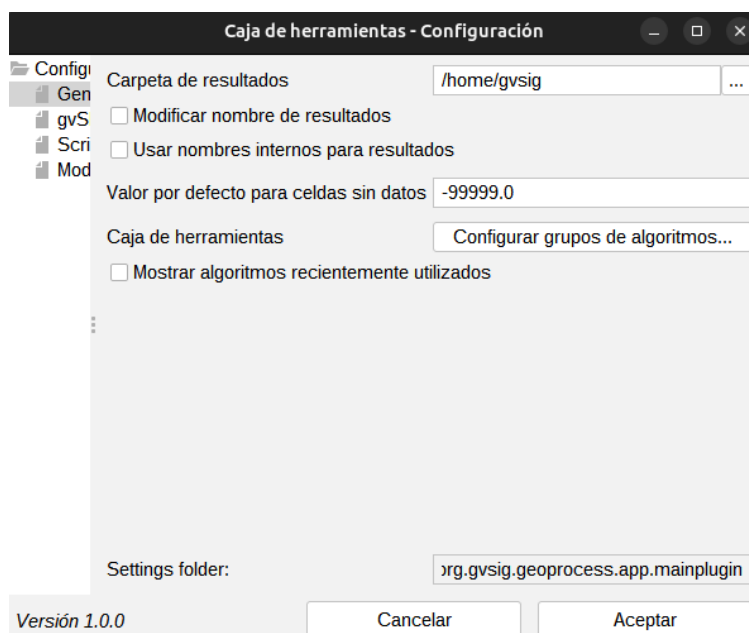 Caja de herramientas - Configuración
Configu
Gen
gvS
Scri
Mod
Carpeta de resultados /home/gvsig ...
Modificar nombre de resultados
Usar nombres internos para resultados
Valor por defecto para celdas sin datos -99999.0
Caja de herramientas Configurar grupos de algoritmos...
Mostrar algoritmos recientemente utilizados
Settings folder: org.gvsig.geoprocess.app.mainplugin
Versión 1.0.0 Cancelar Aceptar